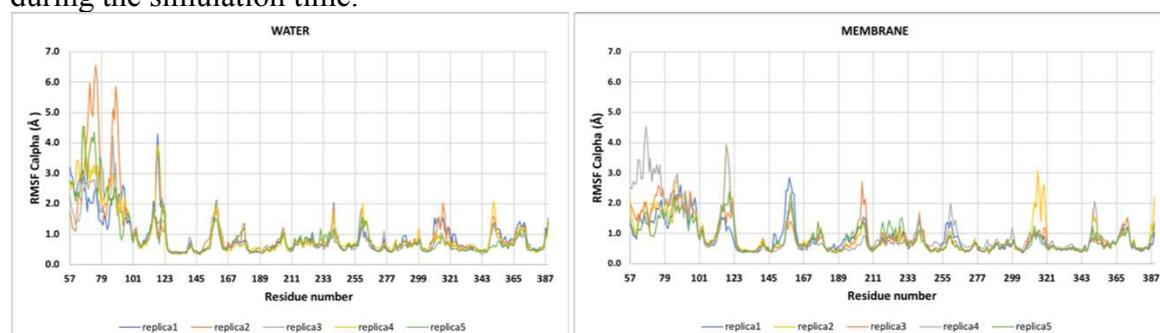 during the simulation time.
WATER
7.0
6.0
5.0
4.0
3.0
2.0
1.0
0.0
RMSF Calpha (Å)
57 79 101 123 145 167 189 211 233 255 277 299 321 343 365 387
Residue number
replica1 replica2 replica3 replica4 replica5
MEMBRANE
7.0
6.0
5.0
4.0
3.0
2.0
1.0
0.0
RMSF Calpha (Å)
57 79 101 123 145 167 189 211 233 255 277 299 321 343 365 387
Residue number
replica1 replica2 replica3 replica4 replica5